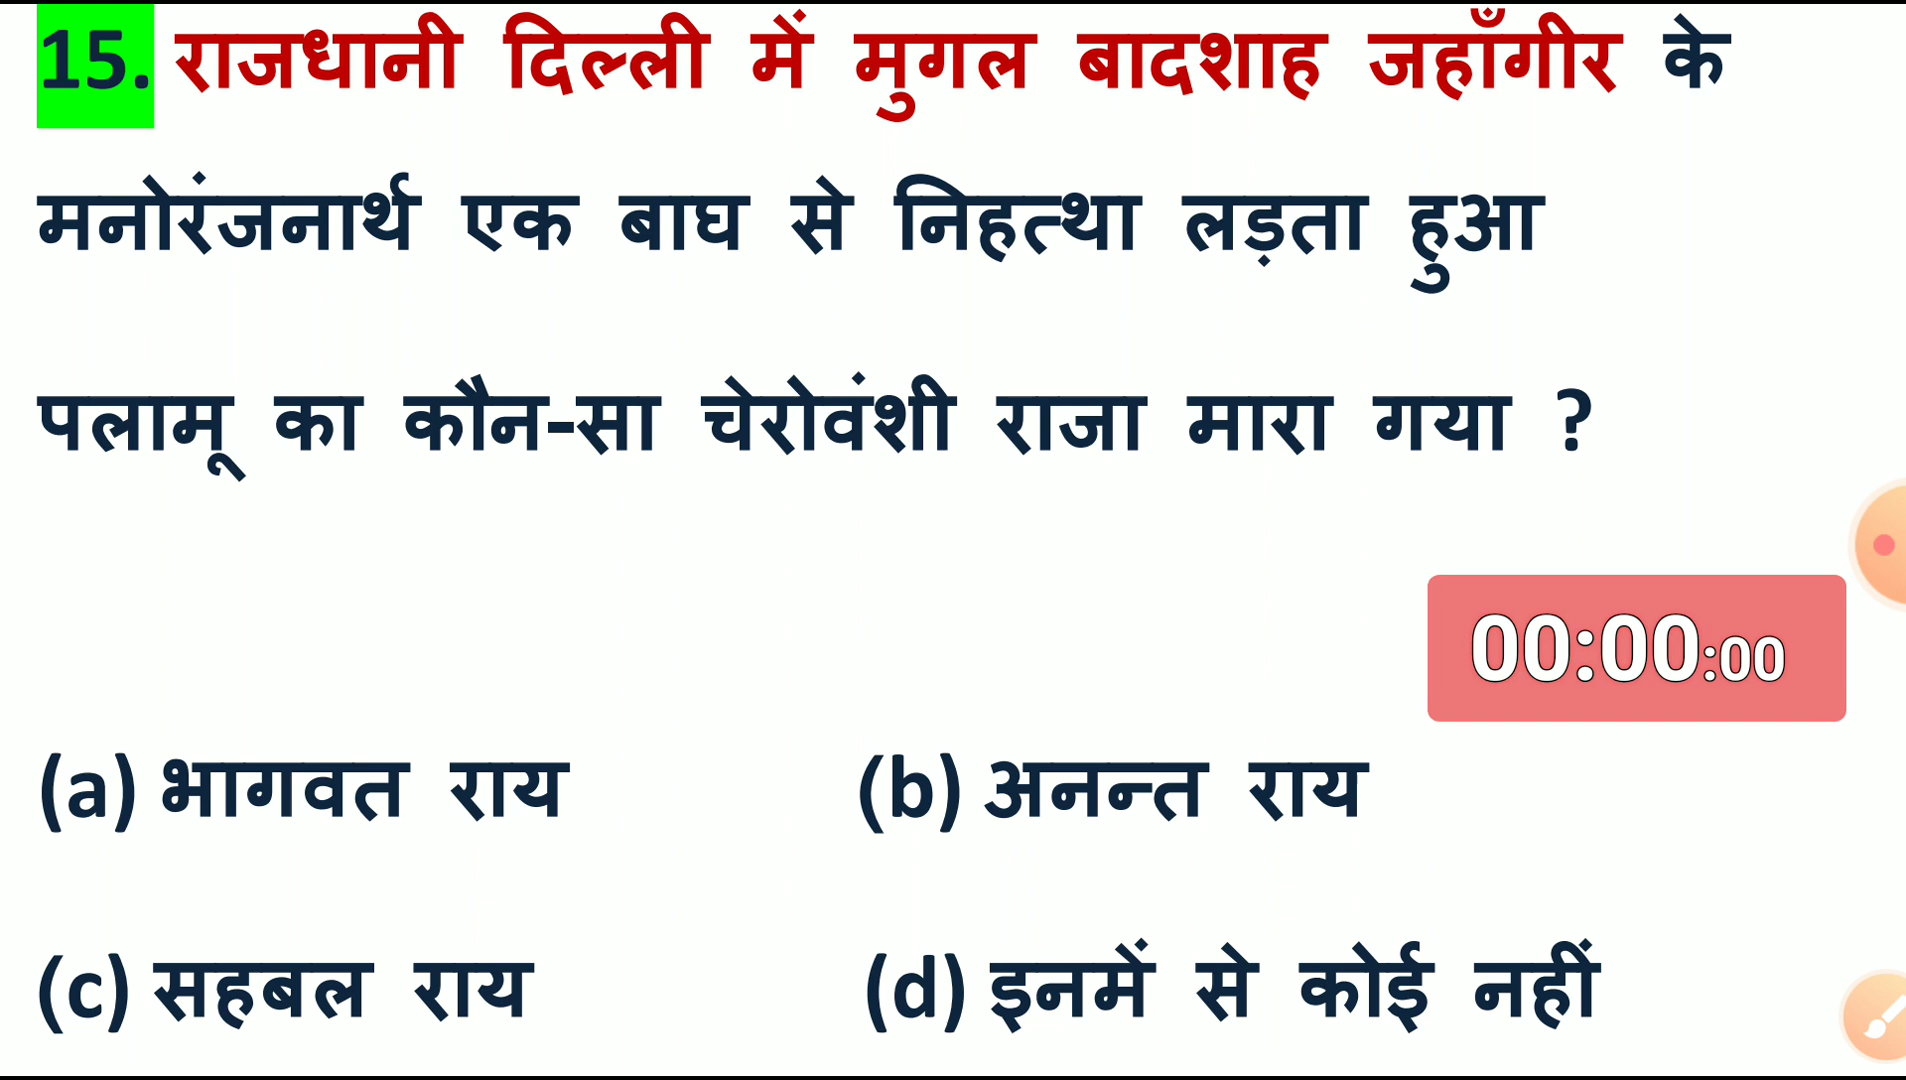 15. राजधानी दिल्ली में मुगल बादशाह जहाँगीर के
मनोरंजनार्थ एक बाघ से निहत्था लड़ता हुआ
पलामू का कौन-सा चेरोवंशी राजा मारा गया ?
00:00:00
(a) भागवत राय (b) अनन्त राय
(c) सहबल राय (d) इनमें से कोई नहीं